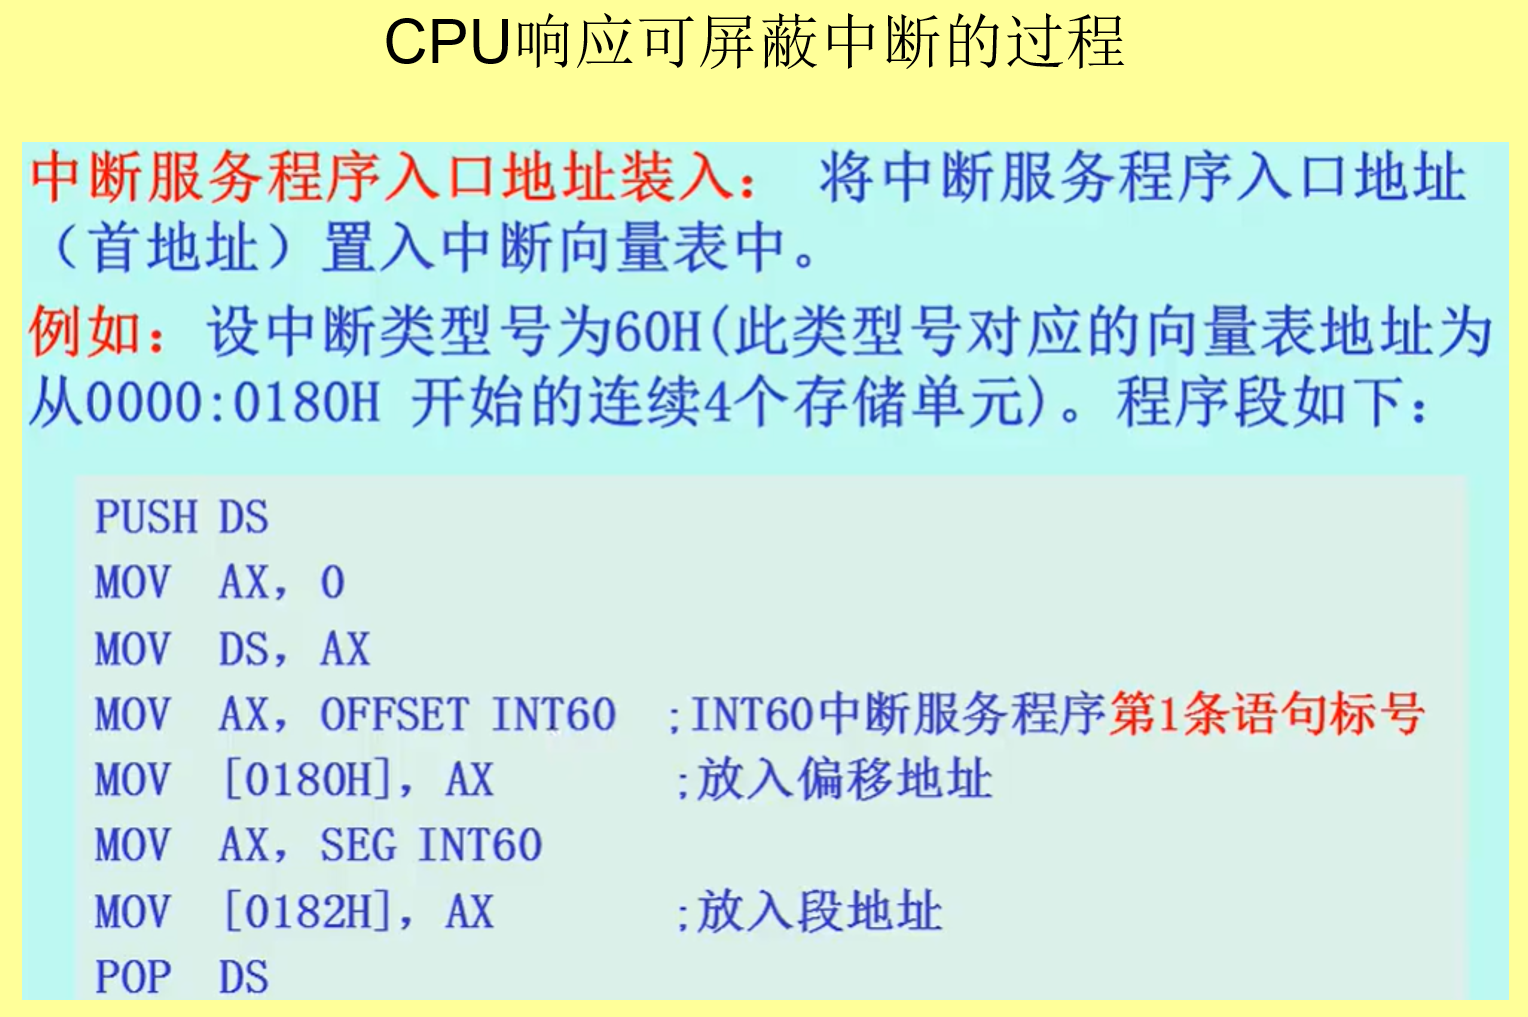 CPU响应可屏蔽中断的过程
中断服务程序入口地址装入： 将中断服务程序入口地址
（首地址）置入中断向量表中。
例如：设中断类型号为60H(此类型号对应的向量表地址为
从0000:0180H 开始的连续4个存储单元)。程序段如下：
PUSH DS
MOV AX，0
MOV DS，AX
MOV AX，OFFSET INT60 ;INT60中断服务程序第1条语句标号
MOV [0180H]，AX ;放入偏移地址
MOV AX，SEG INT60
MOV [0182H]，AX ;放入段地址
POP DS